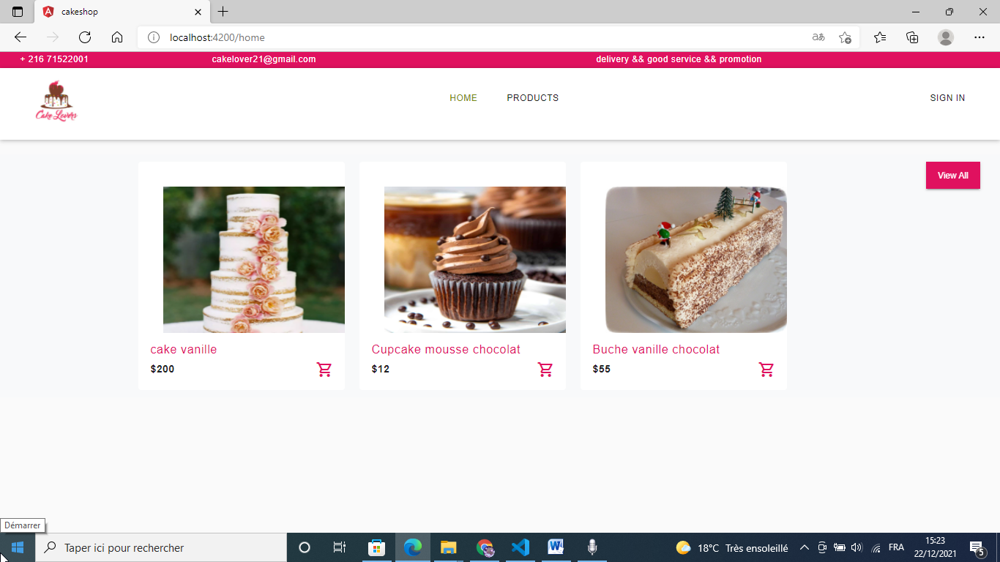 cakeshop
localhost:4200/home
+ 216 71522001
cakelover21@gmail.com
delivery && good service && promotion
Cake Lovers
HOME
PRODUCTS
SIGN IN
View All
cake vanille
$200
Cupcake mousse chocolat
$12
Buche vanille chocolat
$55
Démarrer
Taper ici pour rechercher
18°C Très ensoleillé
FRA
15:23
22/12/2021
5